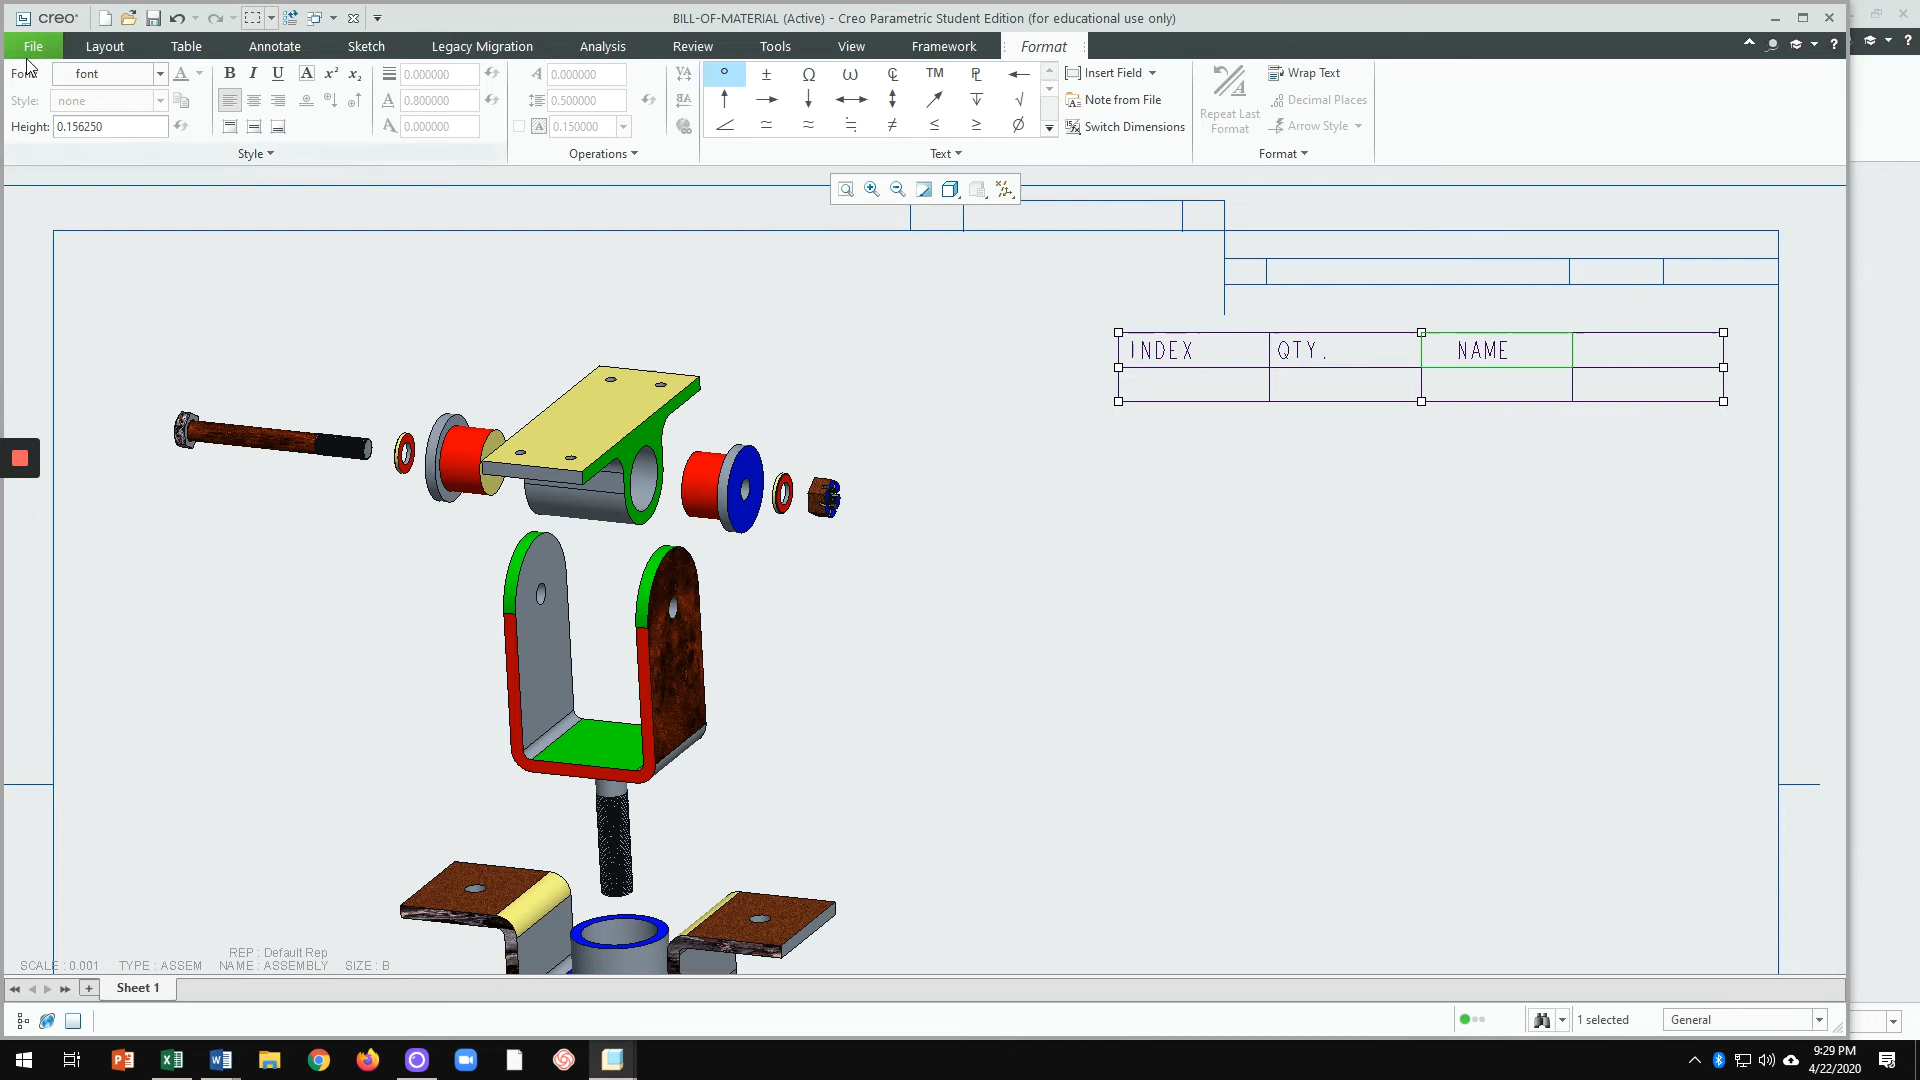 creo BILL-OF-MATERIAL (Active) - Creo Parametric Student Edition (for educational use only)
File Layout Table Annotate Sketch Legacy Migration Analysis Review Tools View Framework Format
font 0.000000 0.000000 Insert Field Wrap Text
Style: none 0.800000 0.500000 Note from File Decimal Places
Height: 0.156250 0.000000 0.150000 Switch Dimensions Repeat Last Format Arrow Style
Style Operations Text Format
INDEX QTY. NAME
REP : Default Rep
SCALE : 0.001 TYPE : ASSEM NAME : ASSEMBLY SIZE : B
+ Sheet 1
1 selected General
9:29 PM
4/22/2020